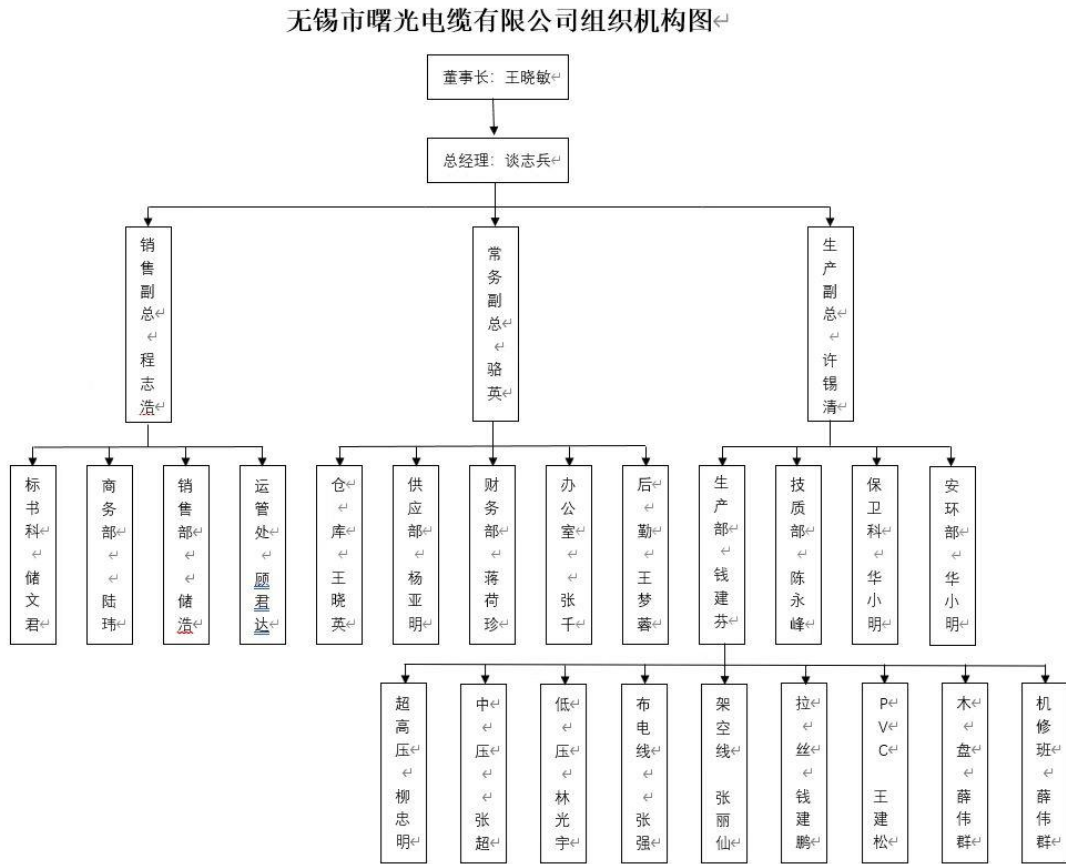 无锡市曙光电缆有限公司组织机构图
董事长：王晓敏
总经理：谈志兵
销售副总 程志浩
常务副总 骆英
生产副总 许锡清
标书科 储文君
商务部 陆玮
销售部 储浩
运管处 顾君达
仓库 王晓英
供应部 杨亚明
财务部 蒋荷珍
办公室 张千
后勤 王梦蓉
生产部 钱建芬
技质部 陈永峰
保卫科 华小明
安环部 华小明
超高压 柳忠明
中压 张超
低压 林光宇
布电线 张强
架空线 张丽仙
拉丝 钱建鹏
PVC 王建松
木盘 薛伟群
机修班 薛伟群